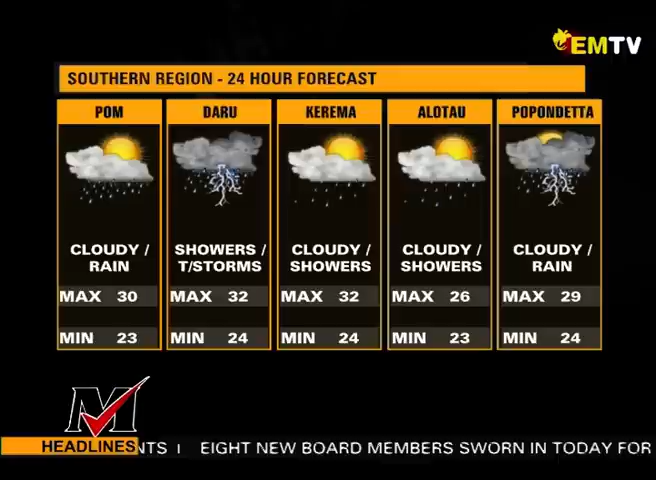 EMTV
SOUTHERN REGION - 24 HOUR FORECAST
POM
CLOUDY /
RAIN
MAX 30
MIN 23
DARU
SHOWERS /
T/STORMS
MAX 32
MIN 24
KEREMA
CLOUDY /
SHOWERS
MAX 32
MIN 24
ALOTAU
CLOUDY /
SHOWERS
MAX 26
MIN 23
POPONDETTA
CLOUDY /
RAIN
MAX 29
MIN 24
M
HEADLINES NTS | EIGHT NEW BOARD MEMBERS SWORN IN TODAY FOR